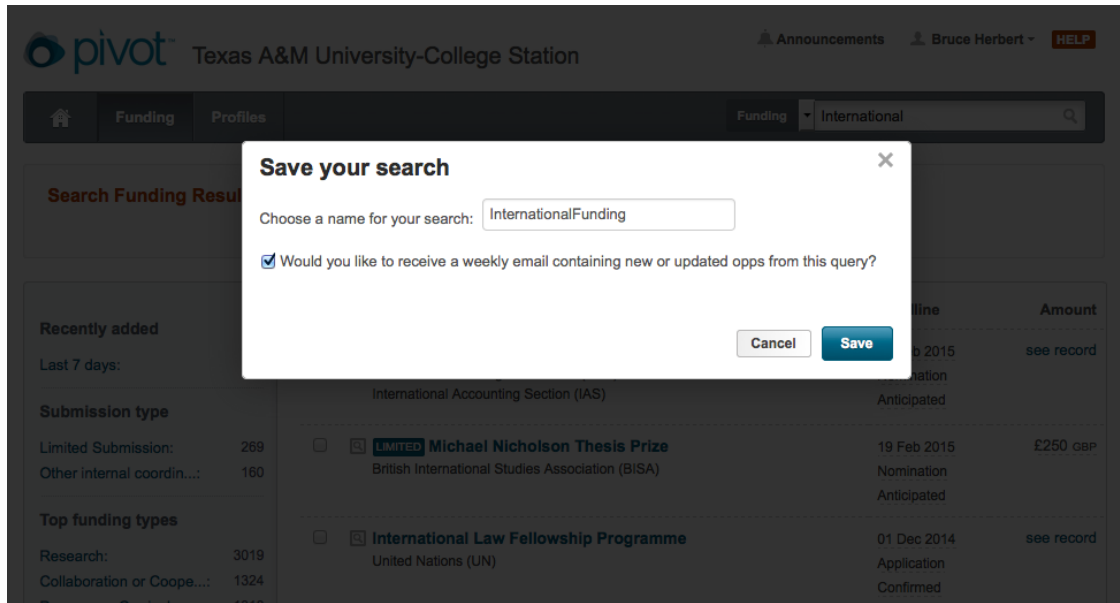 pivot™ Texas A&M University-College Station
Announcements Bruce Herbert HELP
Funding Profiles
Funding International
Save your search
Choose a name for your search: InternationalFunding
Would you like to receive a weekly email containing new or updated opps from this query?
Cancel Save
Search Funding Resul
Recently added
Last 7 days:
Submission type
Limited Submission: 269
Other internal coordin...: 160
Top funding types
Research: 3019
Collaboration or Coope...: 1324
Amount
b 2015 see record
International Accounting Section (IAS)
Anticipated
LIMITED Michael Nicholson Thesis Prize 19 Feb 2015 £250 GBP
British International Studies Association (BISA) Nomination
Anticipated
International Law Fellowship Programme 01 Dec 2014 see record
United Nations (UN) Application
Confirmed